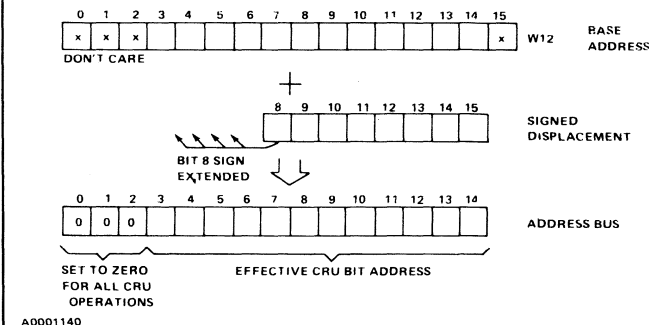 0 1 2 3 4 5 6 7 8 9 10 11 12 13 14 15
x x x x W12 BASE ADDRESS
DON'T CARE
+
8 9 10 11 12 13 14 15
SIGNED DISPLACEMENT
BIT 8 SIGN EXTENDED
0 1 2 3 4 5 6 7 8 9 10 11 12 13 14
0 0 0 ADDRESS BUS
SET TO ZERO FOR ALL CRU OPERATIONS
EFFECTIVE CRU BIT ADDRESS
A0001140